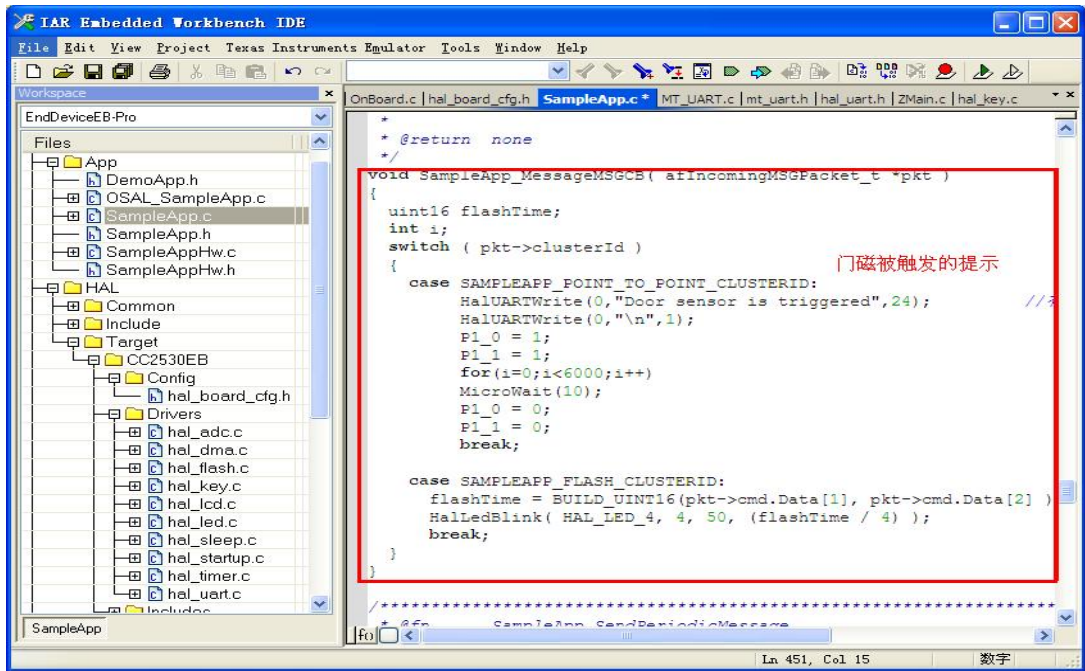 IAR Embedded Workbench IDE
File Edit View Project Texas Instruments Emulator Tools Window Help
Workspace
EndDeviceEB-Pro
Files
App
DemoApp.h
OSAL_SampleApp.c
SampleApp.c
SampleApp.h
SampleAppHw.c
SampleAppHw.h
HAL
Common
Include
Target
CC2530EB
Config
hal_board_cfg.h
Drivers
hal_adc.c
hal_dma.c
hal_flash.c
hal_key.c
hal_lcd.c
hal_led.c
hal_sleep.c
hal_startup.c
hal_timer.c
hal_uart.c
Includes
SampleApp
OnBoard.c | hal_board_cfg.h SampleApp.c * MT_UART.c | mt_uart.h | hal_uart.h | ZMain.c | hal_key.c
*
* @return none
*/
void SampleApp_MessageMSGCB( afIncomingMSGPacket_t *pkt )
{
uint16 flashTime;
int i;
switch ( pkt->clusterId )
{
门磁被触发的提示
case SAMPLEAPP_POINT_TO_POINT_CLUSTERID:
HalUARTWrite(0,"Door sensor is triggered",24); //
HalUARTWrite(0,"\n",1);
P1_0 = 1;
P1_1 = 1;
for(i=0;i<6000;i++)
MicroWait(10);
P1_0 = 0;
P1_1 = 0;
break;
case SAMPLEAPP_FLASH_CLUSTERID:
flashTime = BUILD_UINT16(pkt->cmd.Data[1], pkt->cmd.Data[2] )
HalLedBlink( HAL_LED_4, 4, 50, (flashTime / 4) );
break;
}
}
/*********************************************************************
* @fn SampleApp_SendPeriodicMessage
fo
Ln 451, Col 15 数字